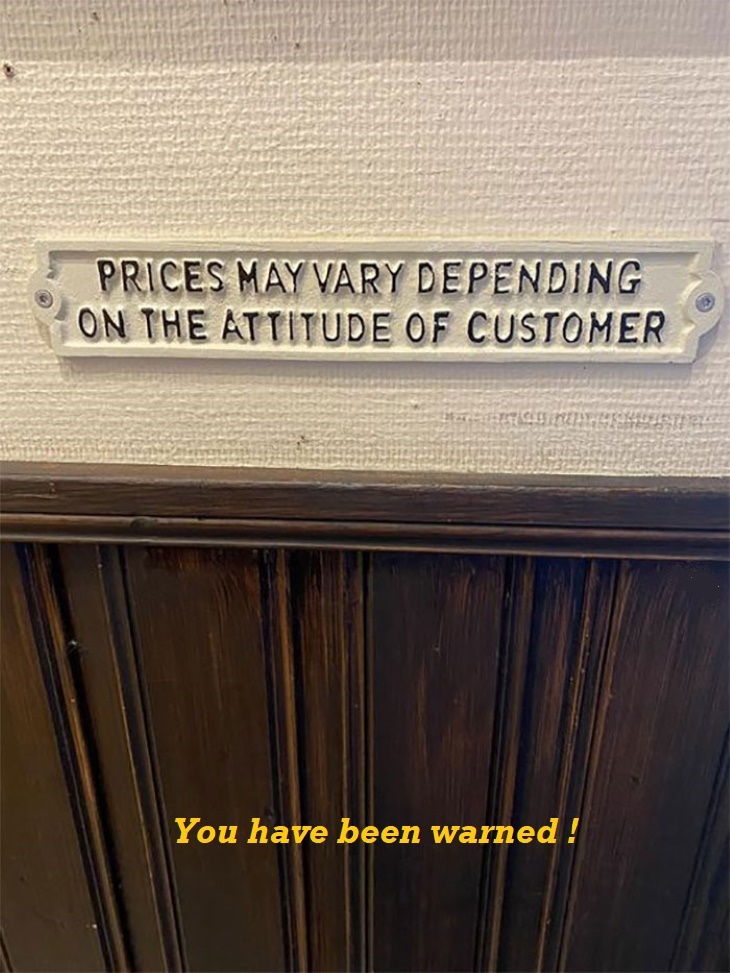 PRICES MAY VARY DEPENDING
ON THE ATTITUDE OF CUSTOMER
You have been warned !